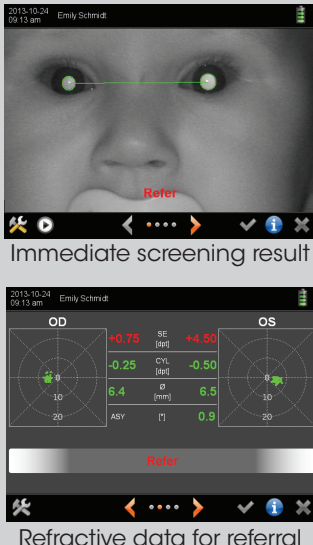 2013-10-24
09:13 am
Emily Schmidt
Refer
i
Immediate screening result
2013-10-24
09:13 am
Emily Schmidt
OD
OS
+0.75 SE [dpt] +4.50
-0.25 CYL [dpt] -0.50
6.4 Ø [mm] 6.5
ASY [°] 0.9
0
10
20
0
10
20
Refer
i
Refractive data for referral